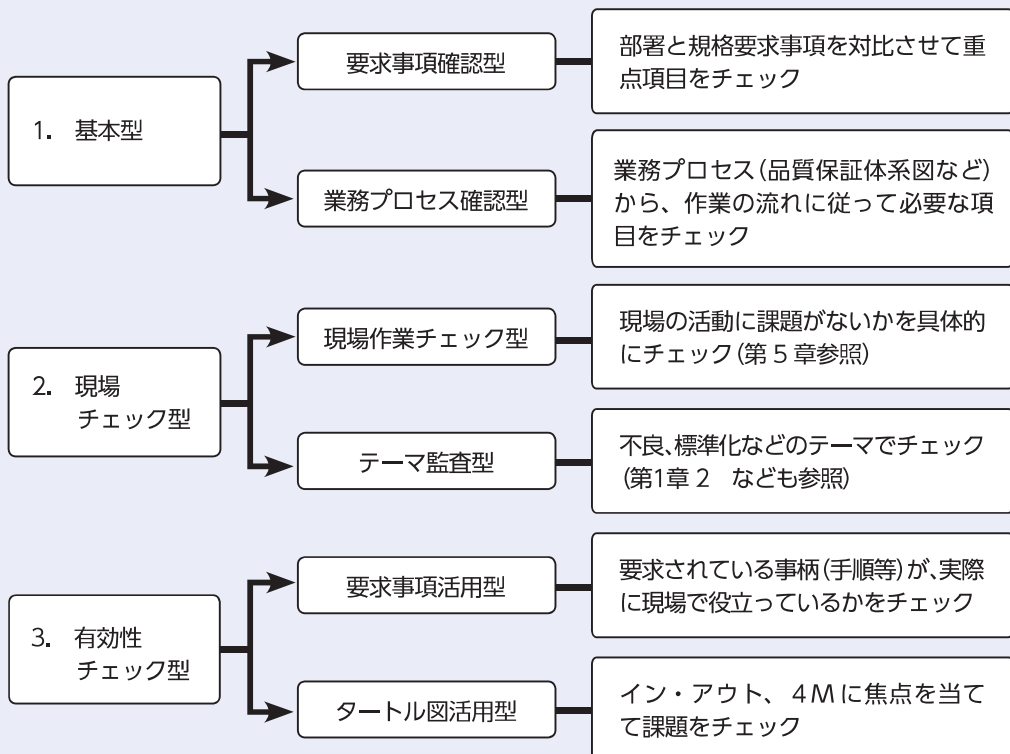 1. 基本型
要求事項確認型
部署と規格要求事項を対比させて重
点項目をチェック
業務プロセス確認型
業務プロセス(品質保証体系図など)
から、作業の流れに従って必要な項
目をチェック
2. 現場
チェック型
現場作業チェック型
現場の活動に課題がないかを具体的
にチェック(第5章参照)
テーマ監査型
不良、標準化などのテーマでチェック
(第1章2 なども参照)
3. 有効性
チェック型
要求事項活用型
要求されている事柄(手順等)が、実際
に現場で役立っているかをチェック
タートル図活用型
イン・アウト、4Mに焦点を当て
て課題をチェック